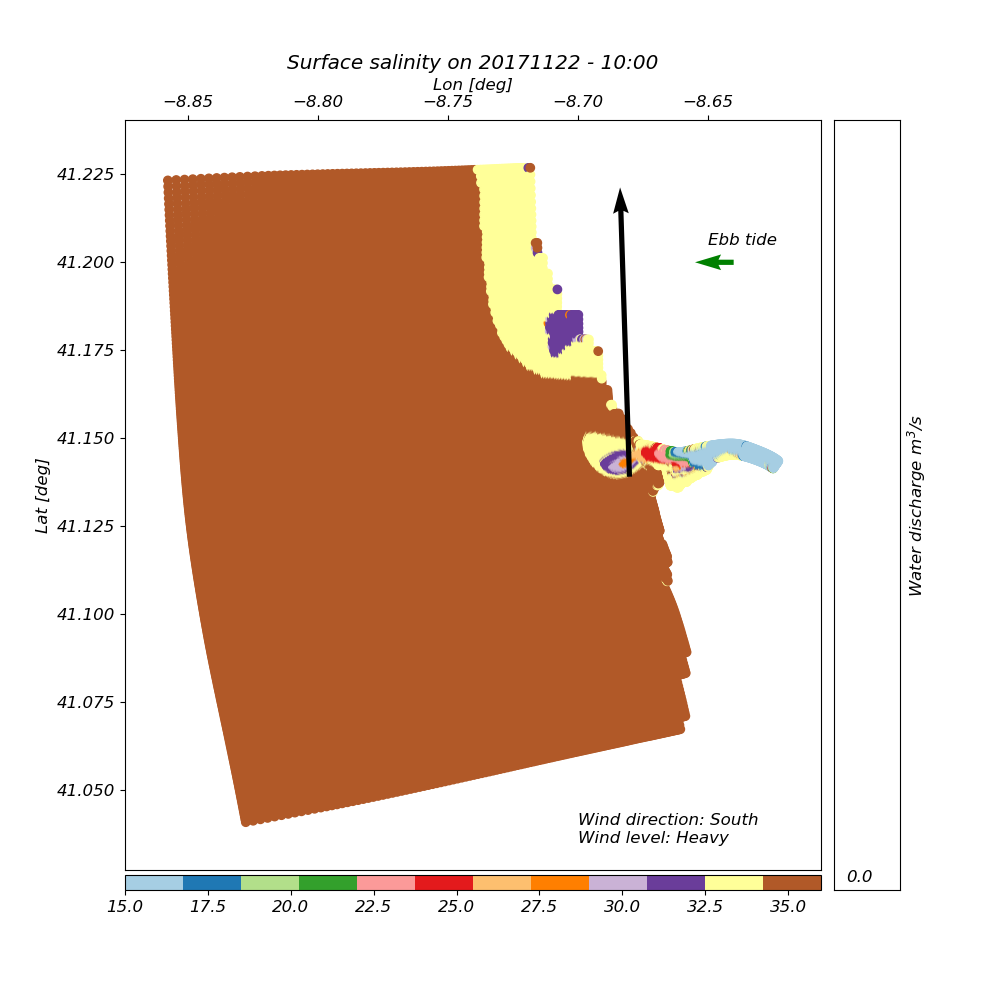 Surface salinity on 20171122 - 10:00
Lon [deg]
−8.85 −8.80 −8.75 −8.70 −8.65
41.225
41.200
41.175
41.150
41.125
41.100
41.075
41.050
Lat [deg]
Ebb tide
Wind direction: South
Wind level: Heavy
15.0 17.5 20.0 22.5 25.0 27.5 30.0 32.5 35.0
0.0
Water discharge m³/s